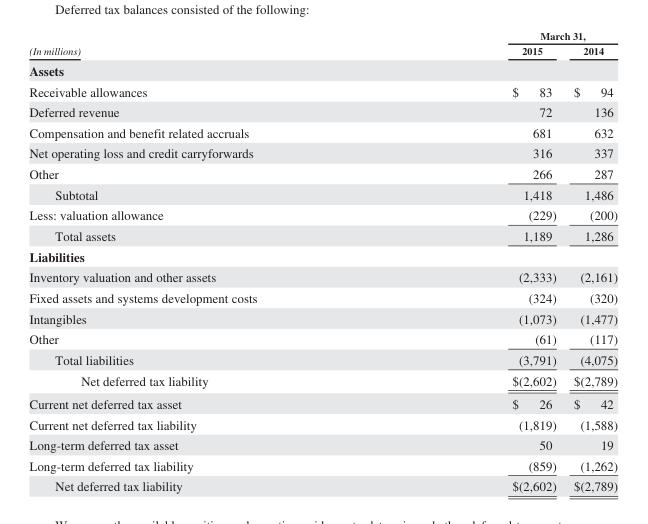 Deferred tax balances consisted of the following:
March 31,
(In millions) 2015 2014
Assets
Receivable allowances $ 83 $ 94
Deferred revenue 72 136
Compensation and benefit related accruals 681 632
Net operating loss and credit carryforwards 316 337
Other 266 287
Subtotal 1,418 1,486
Less: valuation allowance (229) (200)
Total assets 1,189 1,286
Liabilities
Inventory valuation and other assets (2,333) (2,161)
Fixed assets and systems development costs (324) (320)
Intangibles (1,073) (1,477)
Other (61) (117)
Total liabilities (3,791) (4,075)
Net deferred tax liability $(2,602) $(2,789)
Current net deferred tax asset $ 26 $ 42
Current net deferred tax liability (1,819) (1,588)
Long-term deferred tax asset 50 19
Long-term deferred tax liability (859) (1,262)
Net deferred tax liability $(2,602) $(2,789)